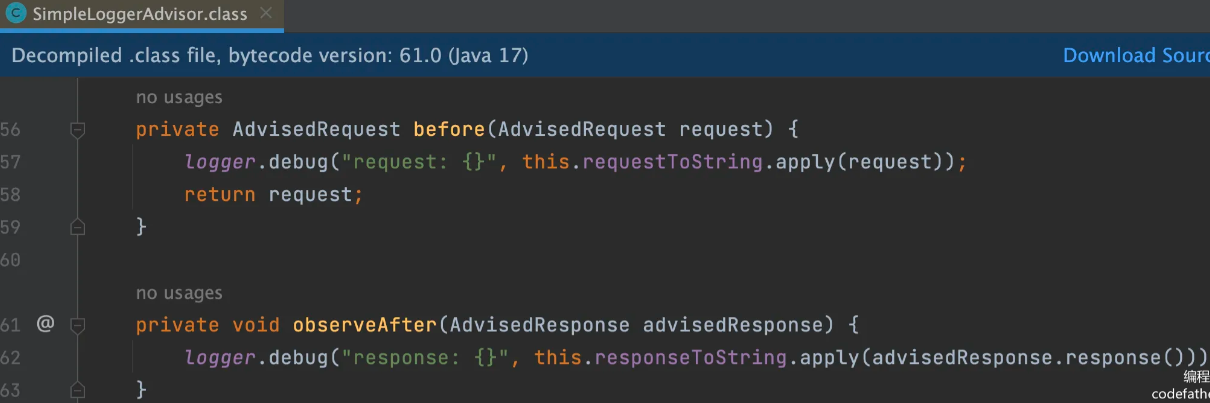 SimpleLoggerAdvisor.class
Decompiled .class file, bytecode version: 61.0 (Java 17)
Download
no usages
56 private AdvisedRequest before(AdvisedRequest request) {
57 logger.debug("request: {}", this.requestToString.apply(request));
58 return request;
59 }
60
no usages
61 @ private void observeAfter(AdvisedResponse advisedResponse) {
62 logger.debug("response: {}", this.responseToString.apply(advisedResponse.response()))
63 }
编程